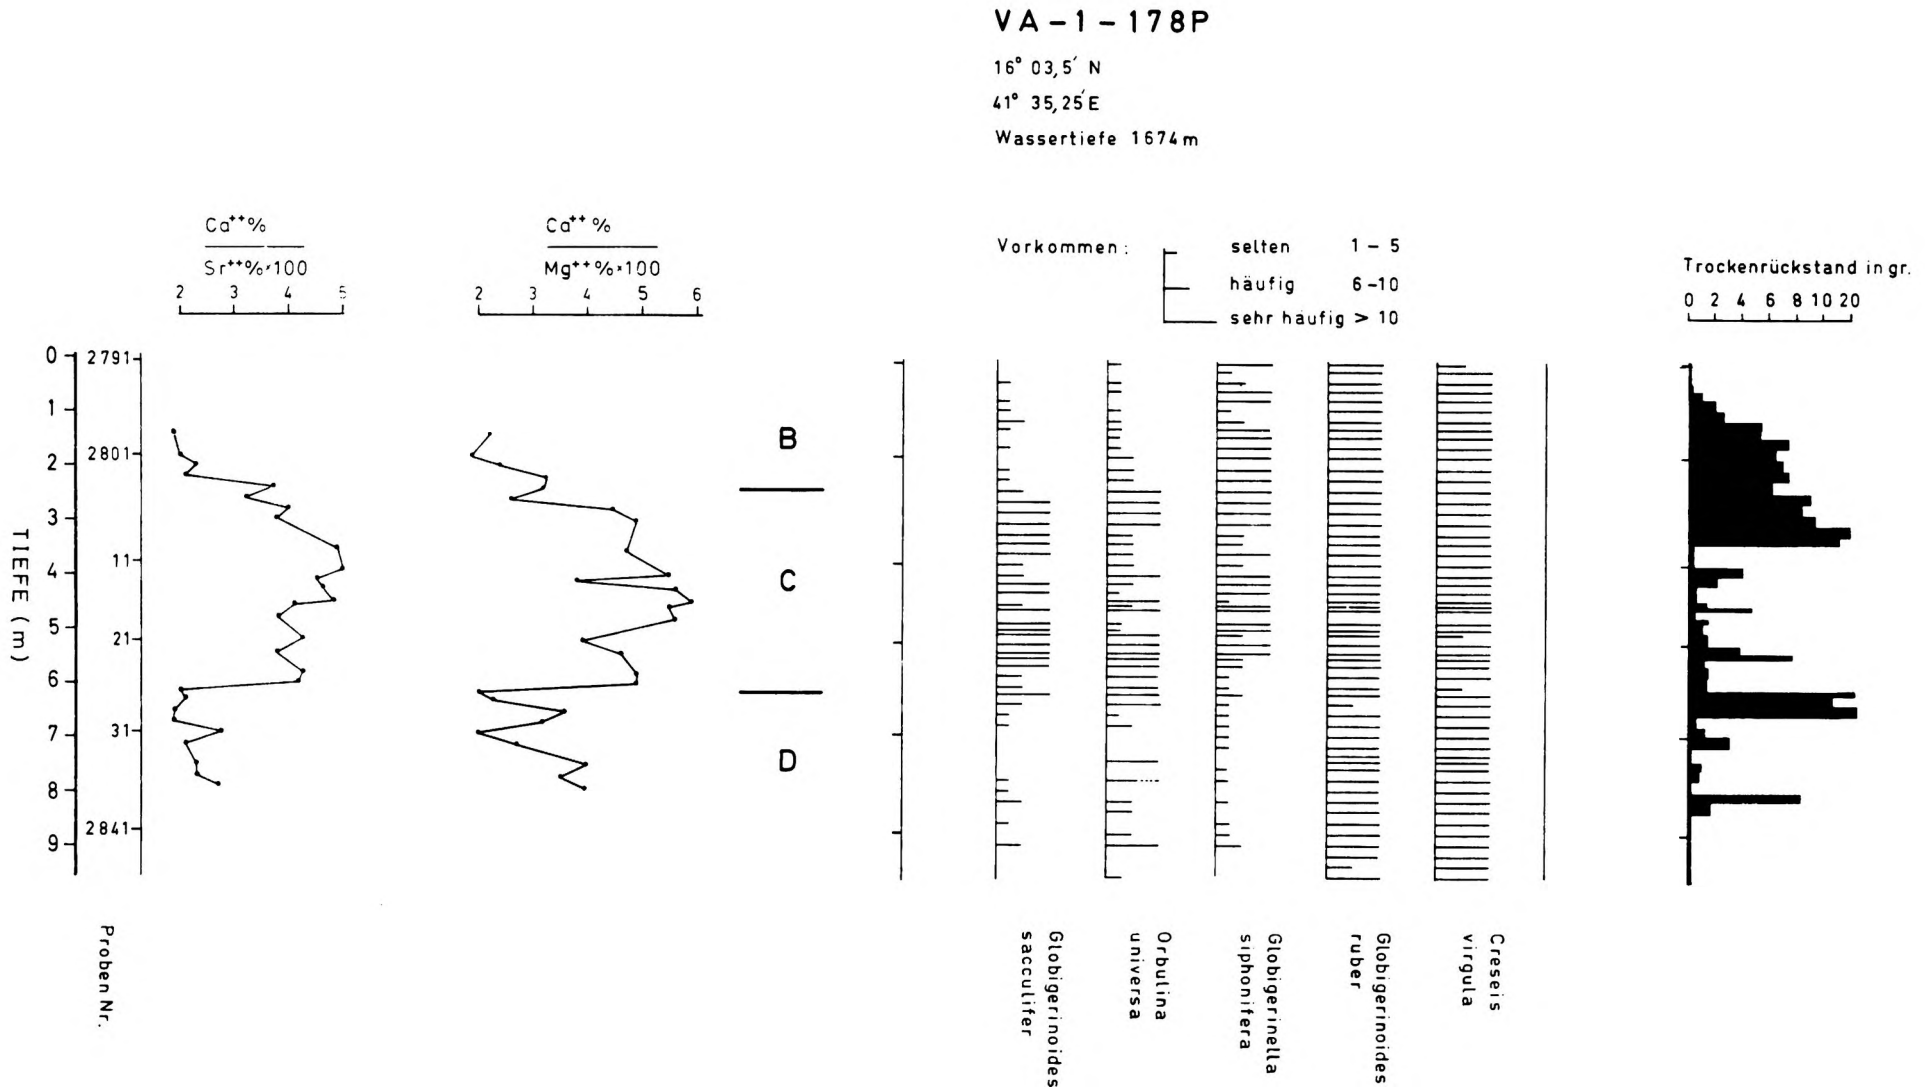 VA-1-178P
16° 03,5′ N
41° 35,25′E
Wassertiefe 1674m
Ca++%
Sr++%·100
2 3 4 5
Ca++ %
Mg++%·100
2 3 4 5 6
Vorkommen:
selten 1 – 5
häufig 6 –10
sehr häufig > 10
Trockenrückstand in gr.
0 2 4 6 8 10 20
TIEFE (m)
0
1
2
3
4
5
6
7
8
9
2791
2801
11
21
31
2841
Proben Nr.
B
C
D
Globigerinoides
sacculifer
Orbulina
universa
Globigerinella
siphonifera
Globigerinoides
ruber
Creseis
virgula